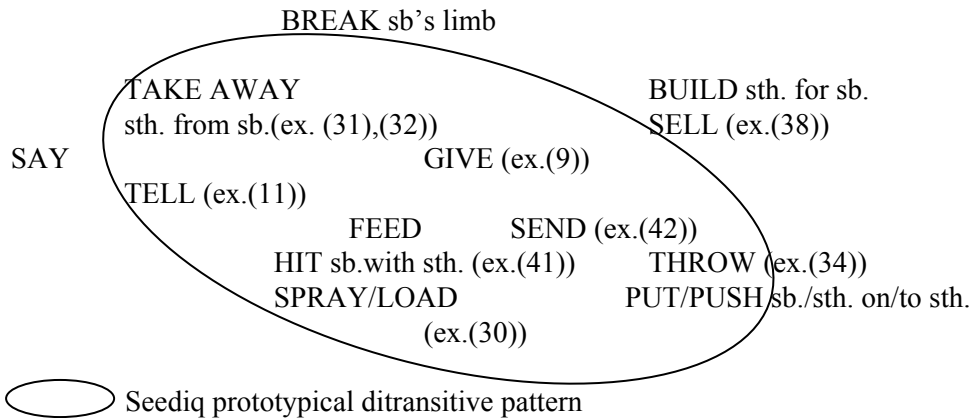 BREAK sb's limb
TAKE AWAY BUILD sth. for sb.
sth. from sb.(ex. (31),(32)) SELL (ex.(38))
SAY GIVE (ex.(9))
TELL (ex.(11))
FEED SEND (ex.(42))
HIT sb.with sth. (ex.(41)) THROW (ex.(34))
SPRAY/LOAD PUT/PUSH sb./sth. on/to sth.
(ex.(30))
Seediq prototypical ditransitive pattern